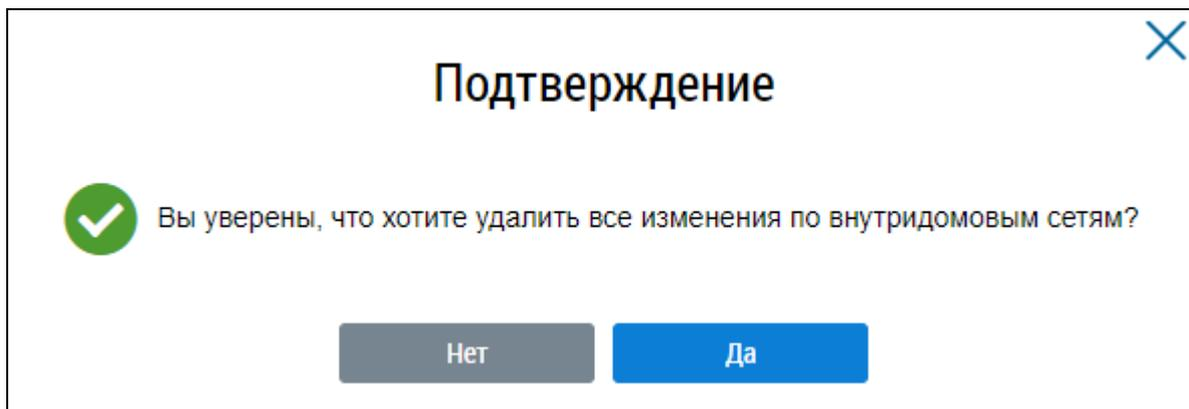 Подтверждение
Вы уверены, что хотите удалить все изменения по внутридомовым сетям?
Нет
Да